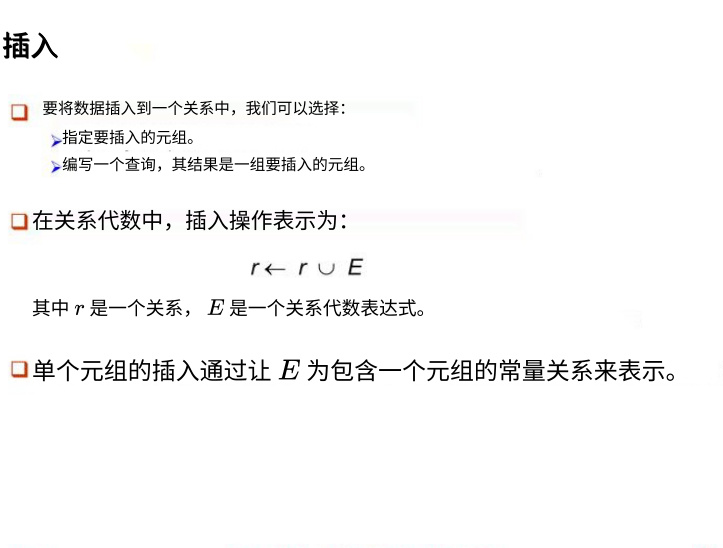 插入
要将数据插入到一个关系中，我们可以选择：
指定要插入的元组。
编写一个查询，其结果是一组要插入的元组。
在关系代数中，插入操作表示为：
r ← r ∪ E
其中 r 是一个关系， E 是一个关系代数表达式。
单个元组的插入通过让 E 为包含一个元组的常量关系来表示。